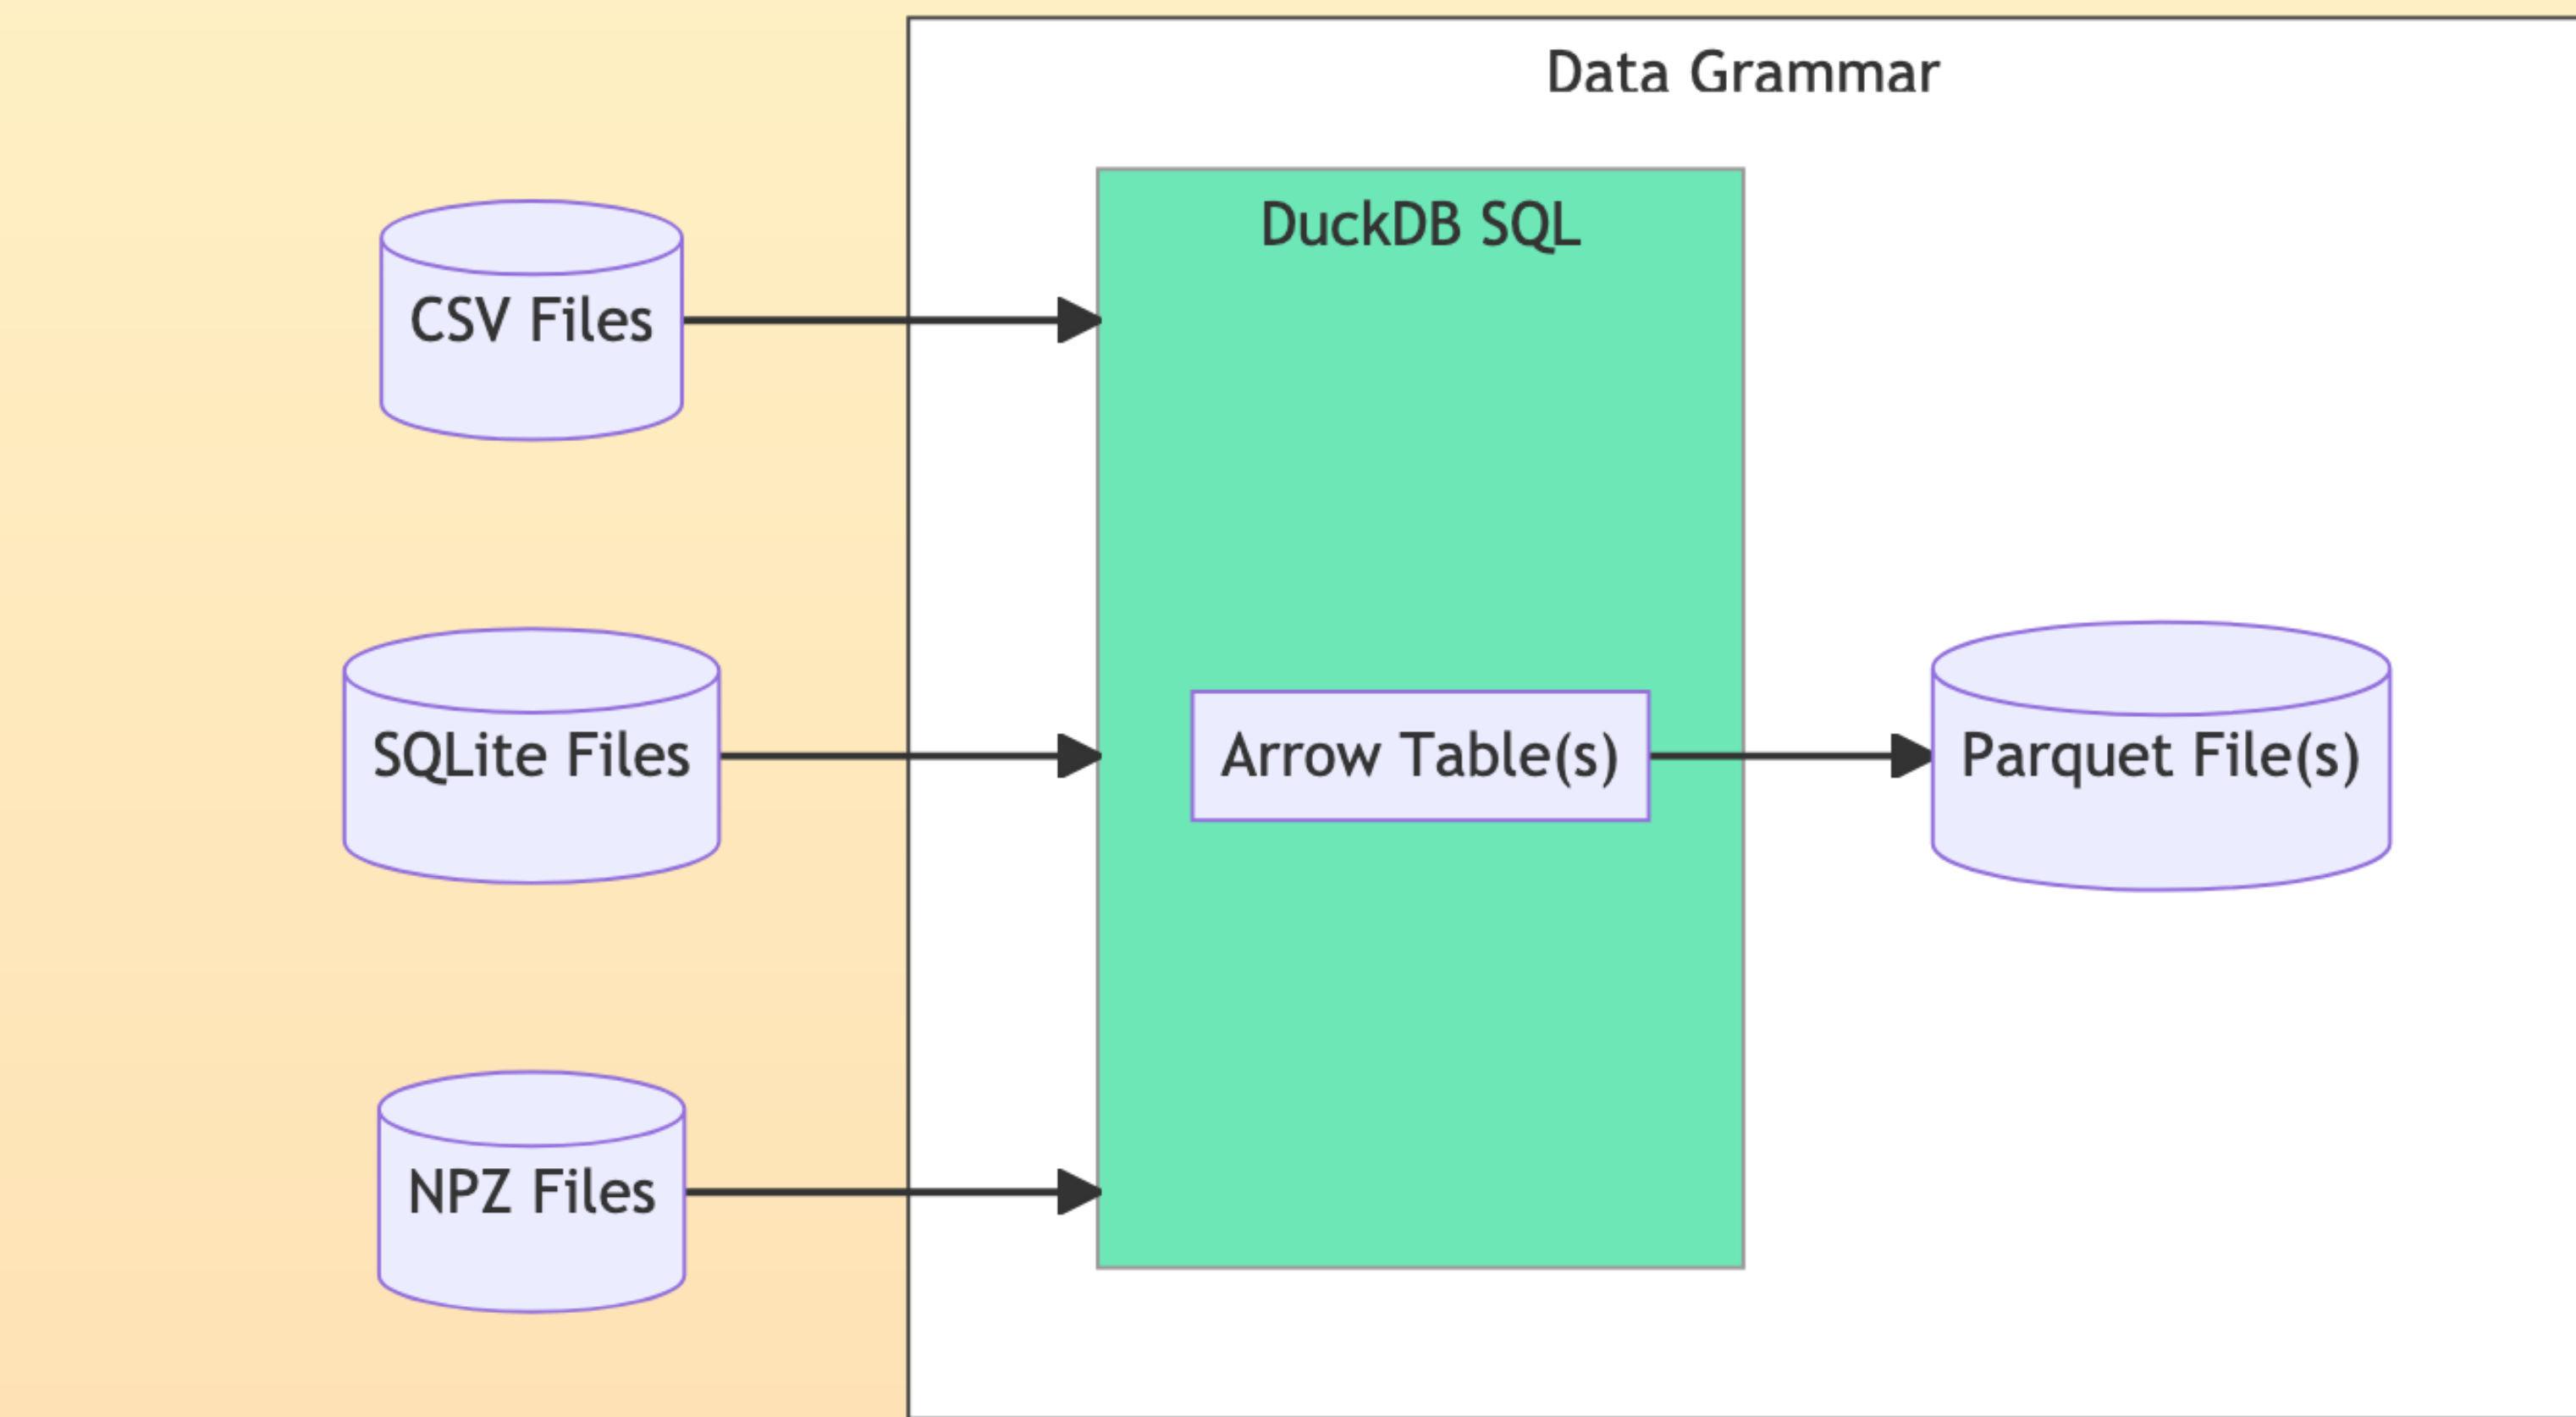 Data Grammar
DuckDB SQL
CSV Files
SQLite Files
Arrow Table(s)
Parquet File(s)
NPZ Files